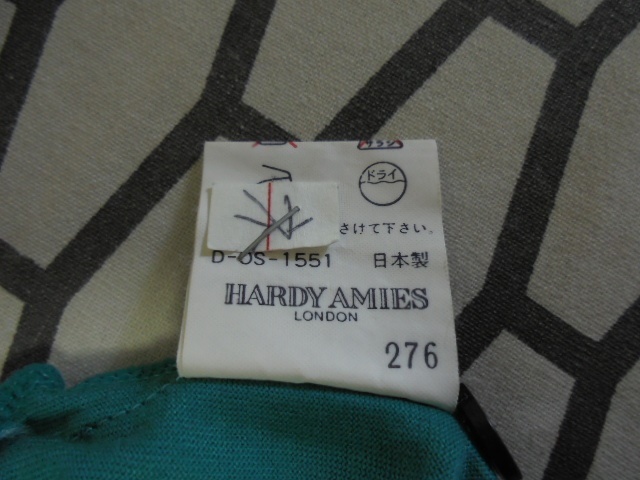 ドライ
さけて下さい。
D-OS-1551 日本製
HARDY AMIES
LONDON
276